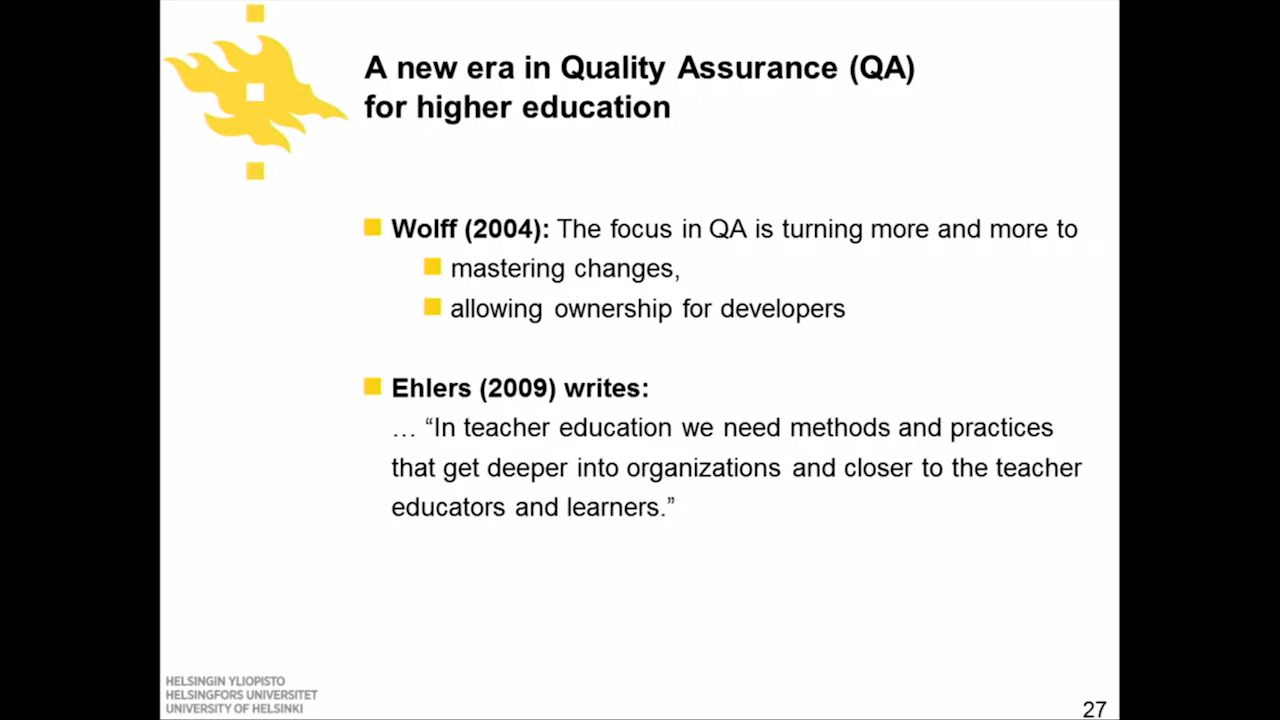 A new era in Quality Assurance (QA)
for higher education
Wolff (2004): The focus in QA is turning more and more to
mastering changes,
allowing ownership for developers
Ehlers (2009) writes:
… “In teacher education we need methods and practices
that get deeper into organizations and closer to the teacher
educators and learners.”
HELSINGIN YLIOPISTO
HELSINGFORS UNIVERSITET
UNIVERSITY OF HELSINKI
27